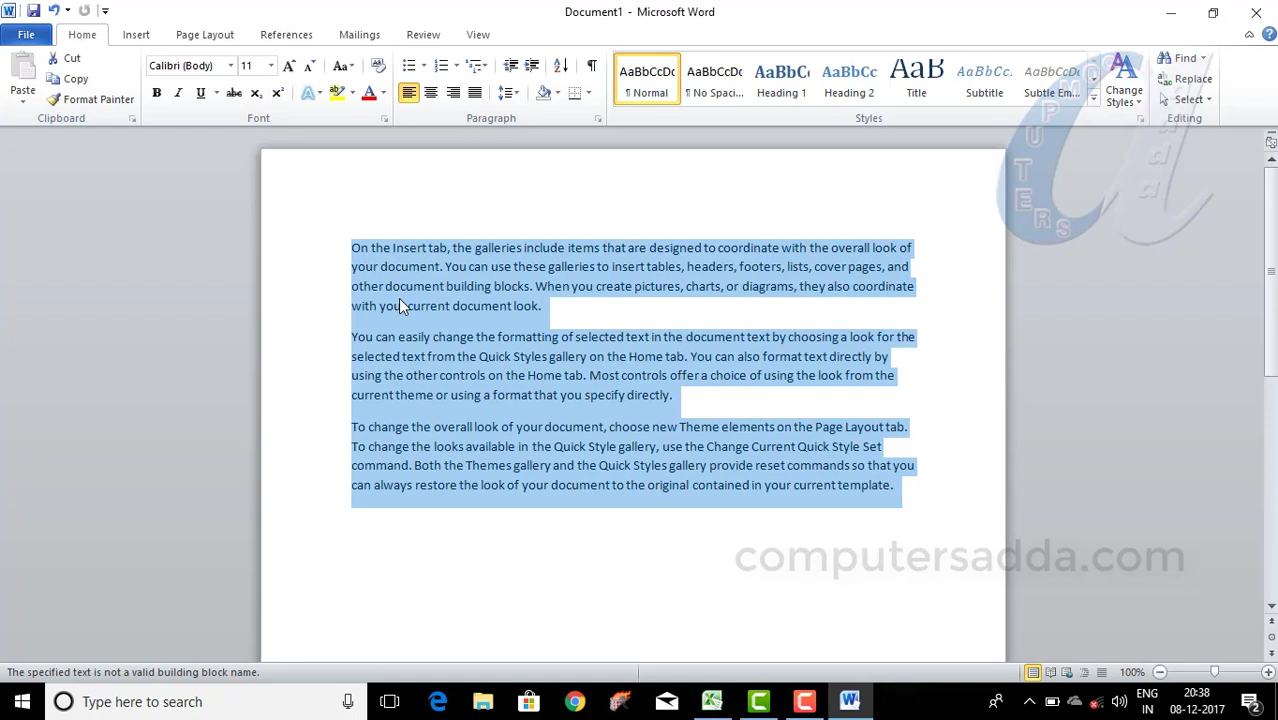 Document1 - Microsoft Word
File Home Insert Page Layout References Mailings Review View
Paste
Cut
Copy
Format Painter
Clipboard
Calibri (Body) 11
Font
Paragraph
AaBbCcDc AaBbCcDc AaBbC AaBbCc AaB AaBbCcL AaBbCcDc
¶ Normal ¶ No Spaci... Heading 1 Heading 2 Title Subtitle Subtle Em...
Change
Styles
Styles
Find
Replace
Select
Editing
COMPUTERS
Adda
On the Insert tab, the galleries include items that are designed to coordinate with the overall look of
your document. You can use these galleries to insert tables, headers, footers, lists, cover pages, and
other document building blocks. When you create pictures, charts, or diagrams, they also coordinate
with your current document look.
You can easily change the formatting of selected text in the document text by choosing a look for the
selected text from the Quick Styles gallery on the Home tab. You can also format text directly by
using the other controls on the Home tab. Most controls offer a choice of using the look from the
current theme or using a format that you specify directly.
To change the overall look of your document, choose new Theme elements on the Page Layout tab.
To change the looks available in the Quick Style gallery, use the Change Current Quick Style Set
command. Both the Themes gallery and the Quick Styles gallery provide reset commands so that you
can always restore the look of your document to the original contained in your current template.
computersadda.com
The specified text is not a valid building block name.
100%
Type here to search
ENG
IN
20:38
08-12-2017
2